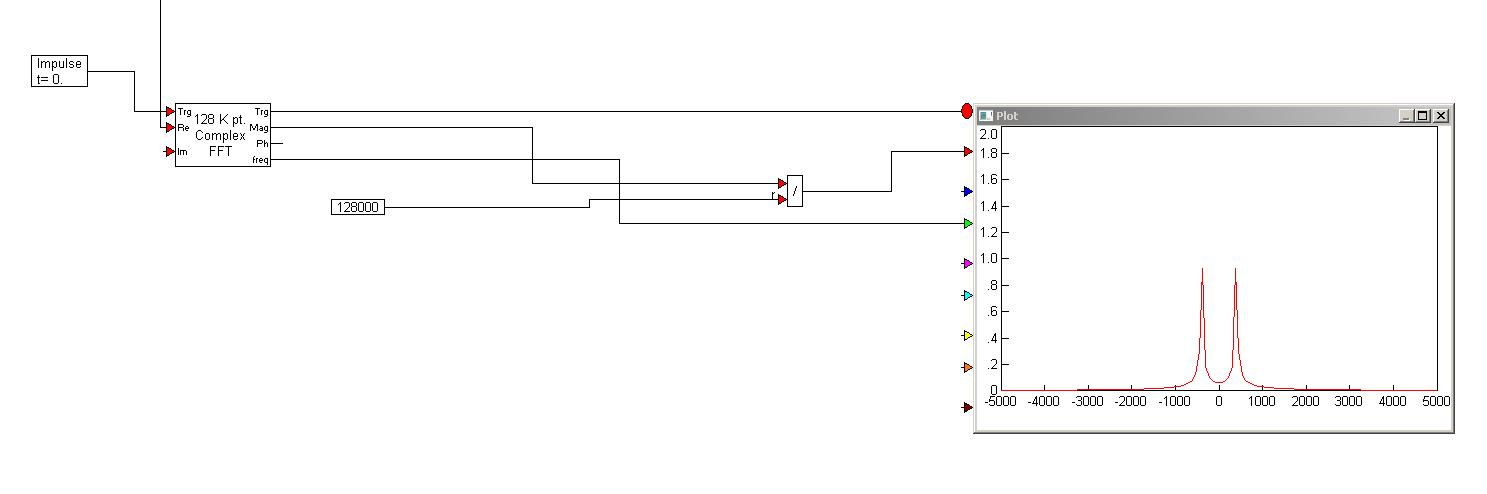 Impulse
t= 0.
Trg
Re
Im
128 K pt.
Complex
FFT
Trg
Mag
Ph
freq
128000
r
/
Plot
2.0
1.8
1.6
1.4
1.2
1.0
.8
.6
.4
.2
0
-5000 -4000 -3000 -2000 -1000 0 1000 2000 3000 4000 5000